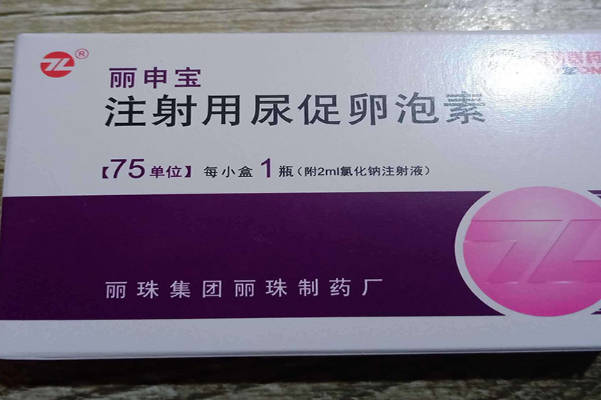 ®
丽申宝
注射用尿促卵泡素
【75单位】每小盒1瓶(附2ml氯化钠注射液)
丽珠集团丽珠制药厂